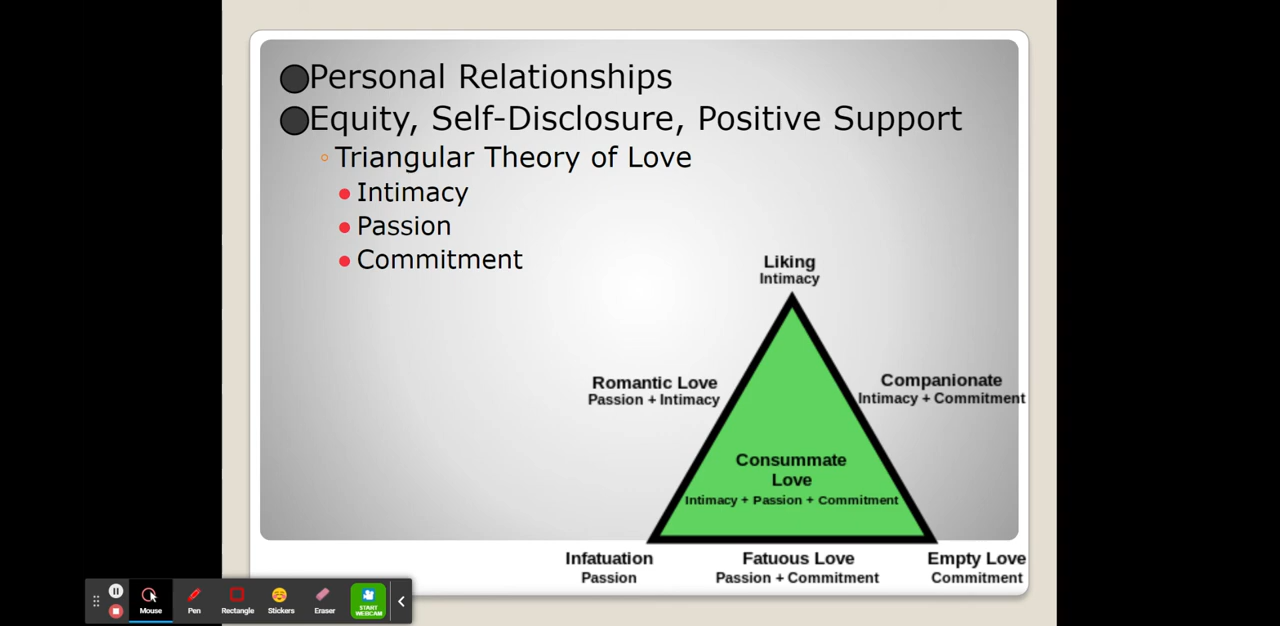 Personal Relationships
Equity, Self-Disclosure, Positive Support
Triangular Theory of Love
Intimacy
Passion
Commitment
Liking
Intimacy
Romantic Love
Passion + Intimacy
Companionate
Intimacy + Commitment
Consummate
Love
Intimacy + Passion + Commitment
Infatuation
Passion
Fatuous Love
Passion + Commitment
Empty Love
Commitment
Mouse
Pen
Rectangle
Stickers
Eraser
START
WEBCAM